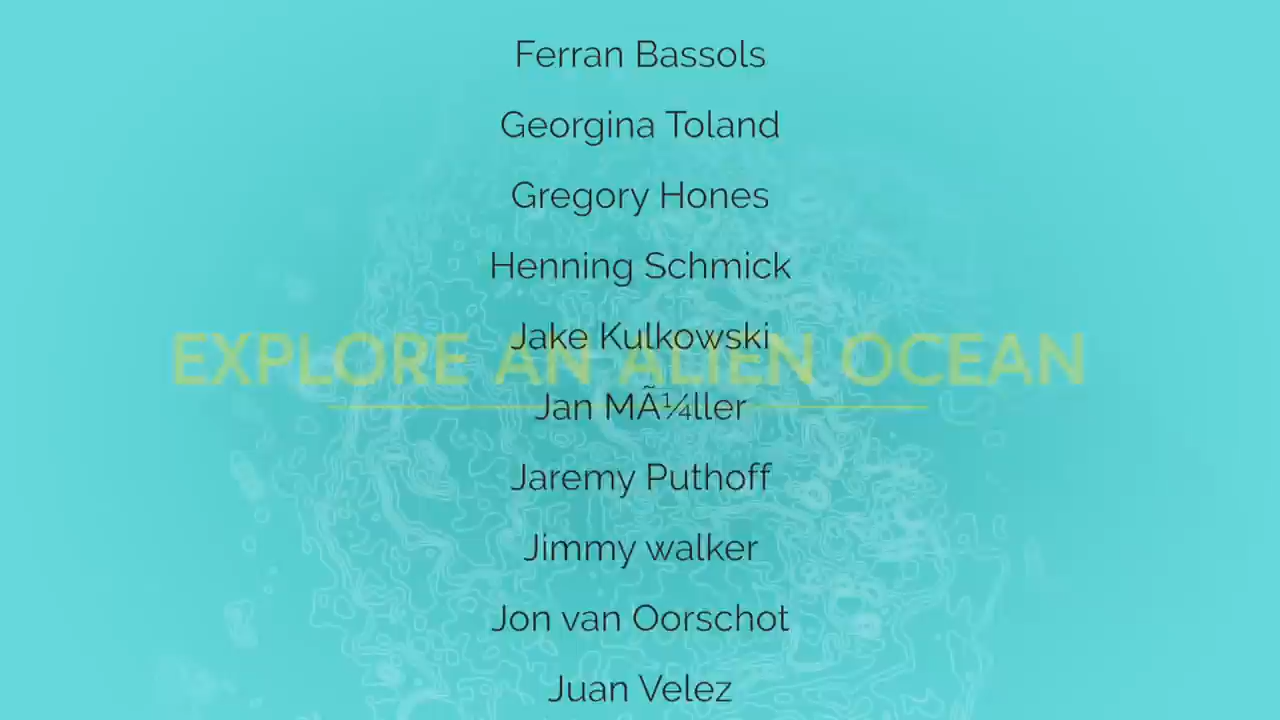 Ferran Bassols
Georgina Toland
Gregory Hones
Henning Schmick
Jake Kulkowski
EXPLORE AN ALIEN OCEAN
Jan MÃ¼ller
Jaremy Puthoff
Jimmy walker
Jon van Oorschot
Juan Velez